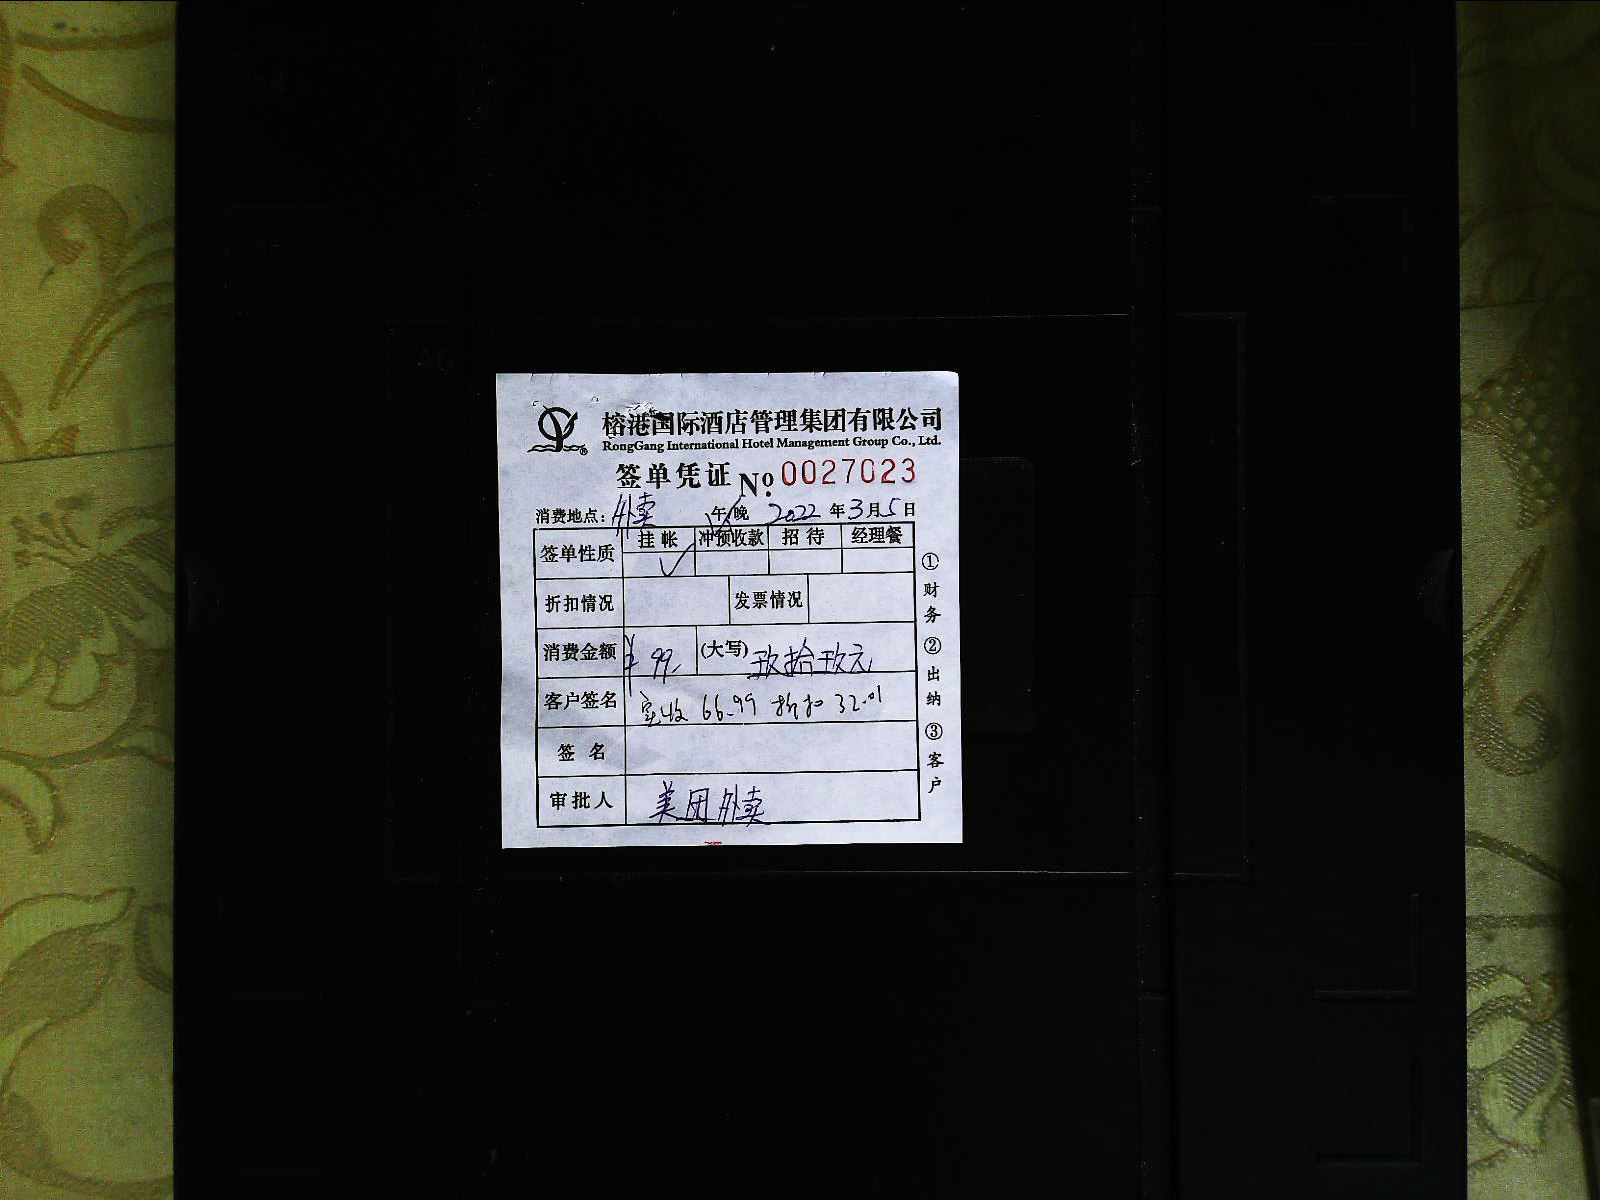 榕港国际酒店管理集团有限公司
RongGang International Hotel Management Group Co., Ltd.
签单凭证 No. 0027023
消费地点：外卖 午/晚 2022年3月5日
签单性质 挂帐 冲预收款 招待 经理餐
✓
折扣情况 发票情况
消费金额 ¥99. (大写) 玖拾玖元
客户签名 实收 66.99 折扣 32.01
签名
审批人 美团外卖
①财务 ②出纳 ③客户
A6